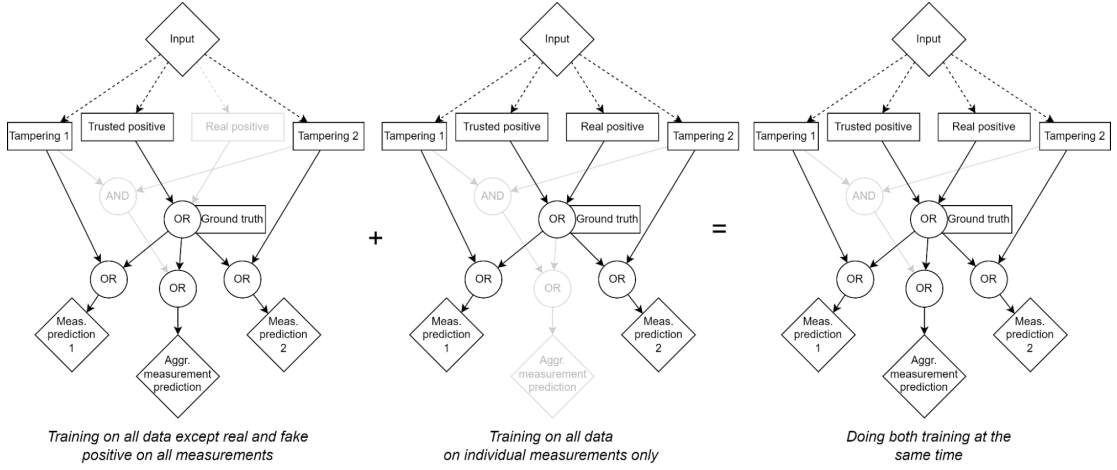 Input
Tampering 1
Trusted positive
Real positive
Tampering 2
AND
OR
Ground truth
OR
OR
OR
Meas.
prediction
1
Aggr.
measurement
prediction
Meas.
prediction
2
Training on all data except real and fake
positive on all measurements
+
Input
Tampering 1
Trusted positive
Real positive
Tampering 2
AND
OR
Ground truth
OR
OR
OR
Meas.
prediction
1
Aggr.
measurement
prediction
Meas.
prediction
2
Training on all data
on individual measurements only
=
Input
Tampering 1
Trusted positive
Real positive
Tampering 2
AND
OR
Ground truth
OR
OR
OR
Meas.
prediction
1
Aggr.
measurement
prediction
Meas.
prediction
2
Doing both training at the
same time